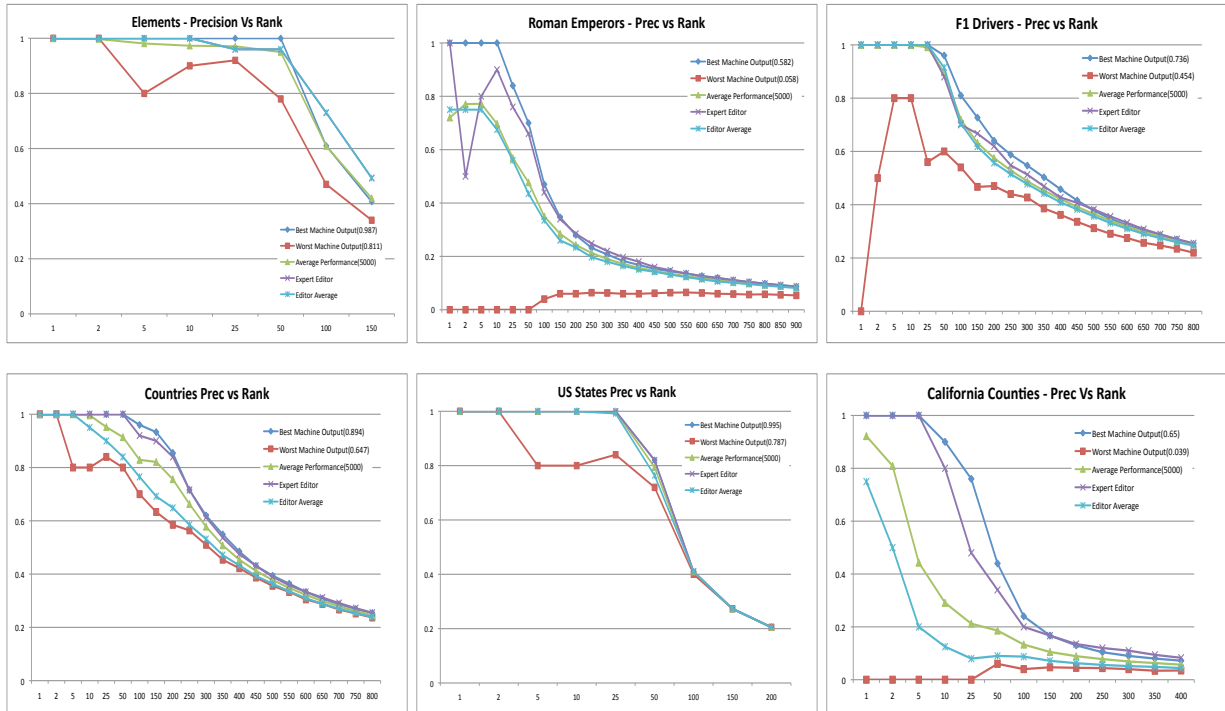 Elements - Precision Vs Rank
1
0.8
0.6
0.4
0.2
0
Best Machine Output(0.987)
Worst Machine Output(0.811)
Average Performance(5000)
Expert Editor
Editor Average
1 2 5 10 25 50 100 150
Roman Emperors - Prec vs Rank
1
0.8
0.6
0.4
0.2
0
Best Machine Output(0.582)
Worst Machine Output(0.058)
Average Performance(5000)
Expert Editor
Editor Average
1 2 5 10 25 50 100 150 200 250 300 350 400 450 500 550 600 650 700 750 800 850 900
F1 Drivers - Prec vs Rank
1
0.8
0.6
0.4
0.2
0
Best Machine Output(0.736)
Worst Machine Output(0.454)
Average Performance(5000)
Expert Editor
Editor Average
1 2 5 10 25 50 100 150 200 250 300 350 400 450 500 550 600 650 700 750 800
Countries Prec vs Rank
1
0.8
0.6
0.4
0.2
0
Best Machine Output(0.894)
Worst Machine Output(0.647)
Average Performance(5000)
Expert Editor
Editor Average
1 2 5 10 25 50 100 150 200 250 300 350 400 450 500 550 600 650 700 750 800
US States Prec vs Rank
1
0.8
0.6
0.4
0.2
0
Best Machine Output(0.995)
Worst Machine Output(0.787)
Average Performance(5000)
Expert Editor
Editor Average
1 2 5 10 25 50 100 150 200
California Counties - Prec Vs Rank
1
0.8
0.6
0.4
0.2
0
Best Machine Output(0.65)
Worst Machine Output(0.039)
Average Performance(5000)
Expert Editor
Editor Average
1 2 5 10 25 50 100 150 200 250 300 350 400